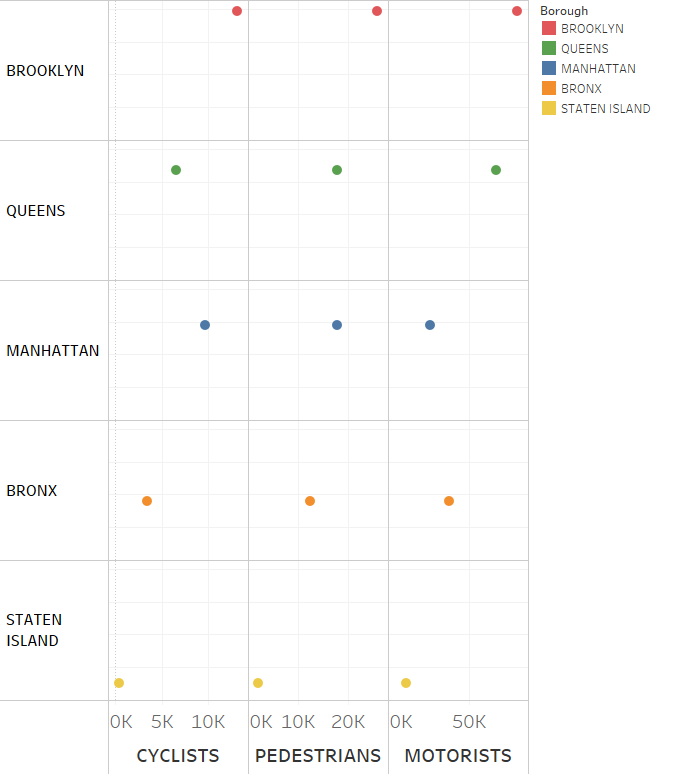 Borough
BROOKLYN
QUEENS
MANHATTAN
BRONX
STATEN ISLAND
BROOKLYN
QUEENS
MANHATTAN
BRONX
STATEN
ISLAND
0K 5K 10K 0K 10K 20K 0K 50K
CYCLISTS PEDESTRIANS MOTORISTS